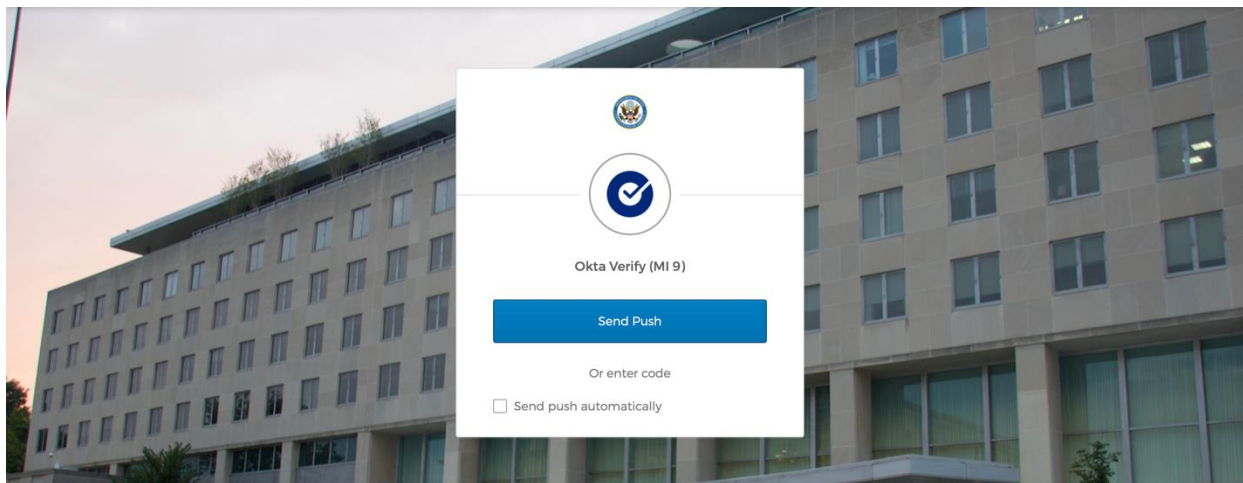 Okta Verify (MI 9)
Send Push
Or enter code
Send push automatically